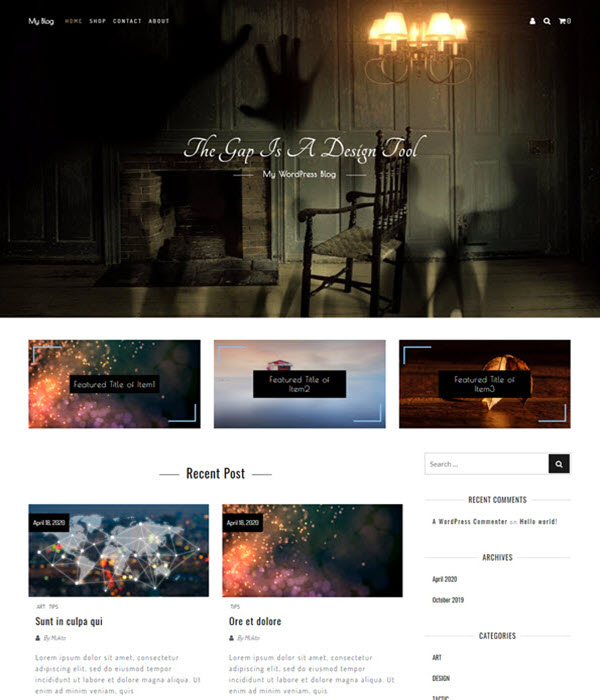 My Blog HOME SHOP CONTACT ABOUT 0
The Gap Is A Design Tool
My WordPress Blog
Featured Title of Item1
Featured Title of
Item2
Featured Title of
Item3
Recent Post
April 18, 2020
April 18, 2020
ART TIPS
Sunt in culpa qui
By Mukto
Lorem ipsum dolor sit amet,
consectetur adipiscing elit,
sed do eiusmod tempor
incididunt ut labore et dolore
magna aliqua. Ut enim ad
minim veniam, quis
TIPS
Ore et dolore
By Mukto
Lorem ipsum dolor sit amet,
consectetur adipiscing elit,
sed do eiusmod tempor
incididunt ut labore et dolore
magna aliqua. Ut enim ad
minim veniam, quis
Search ...
RECENT COMMENTS
A WordPress Commenter on Hello world!
ARCHIVES
April 2020
October 2019
CATEGORIES
ART
DESIGN
TACTIC